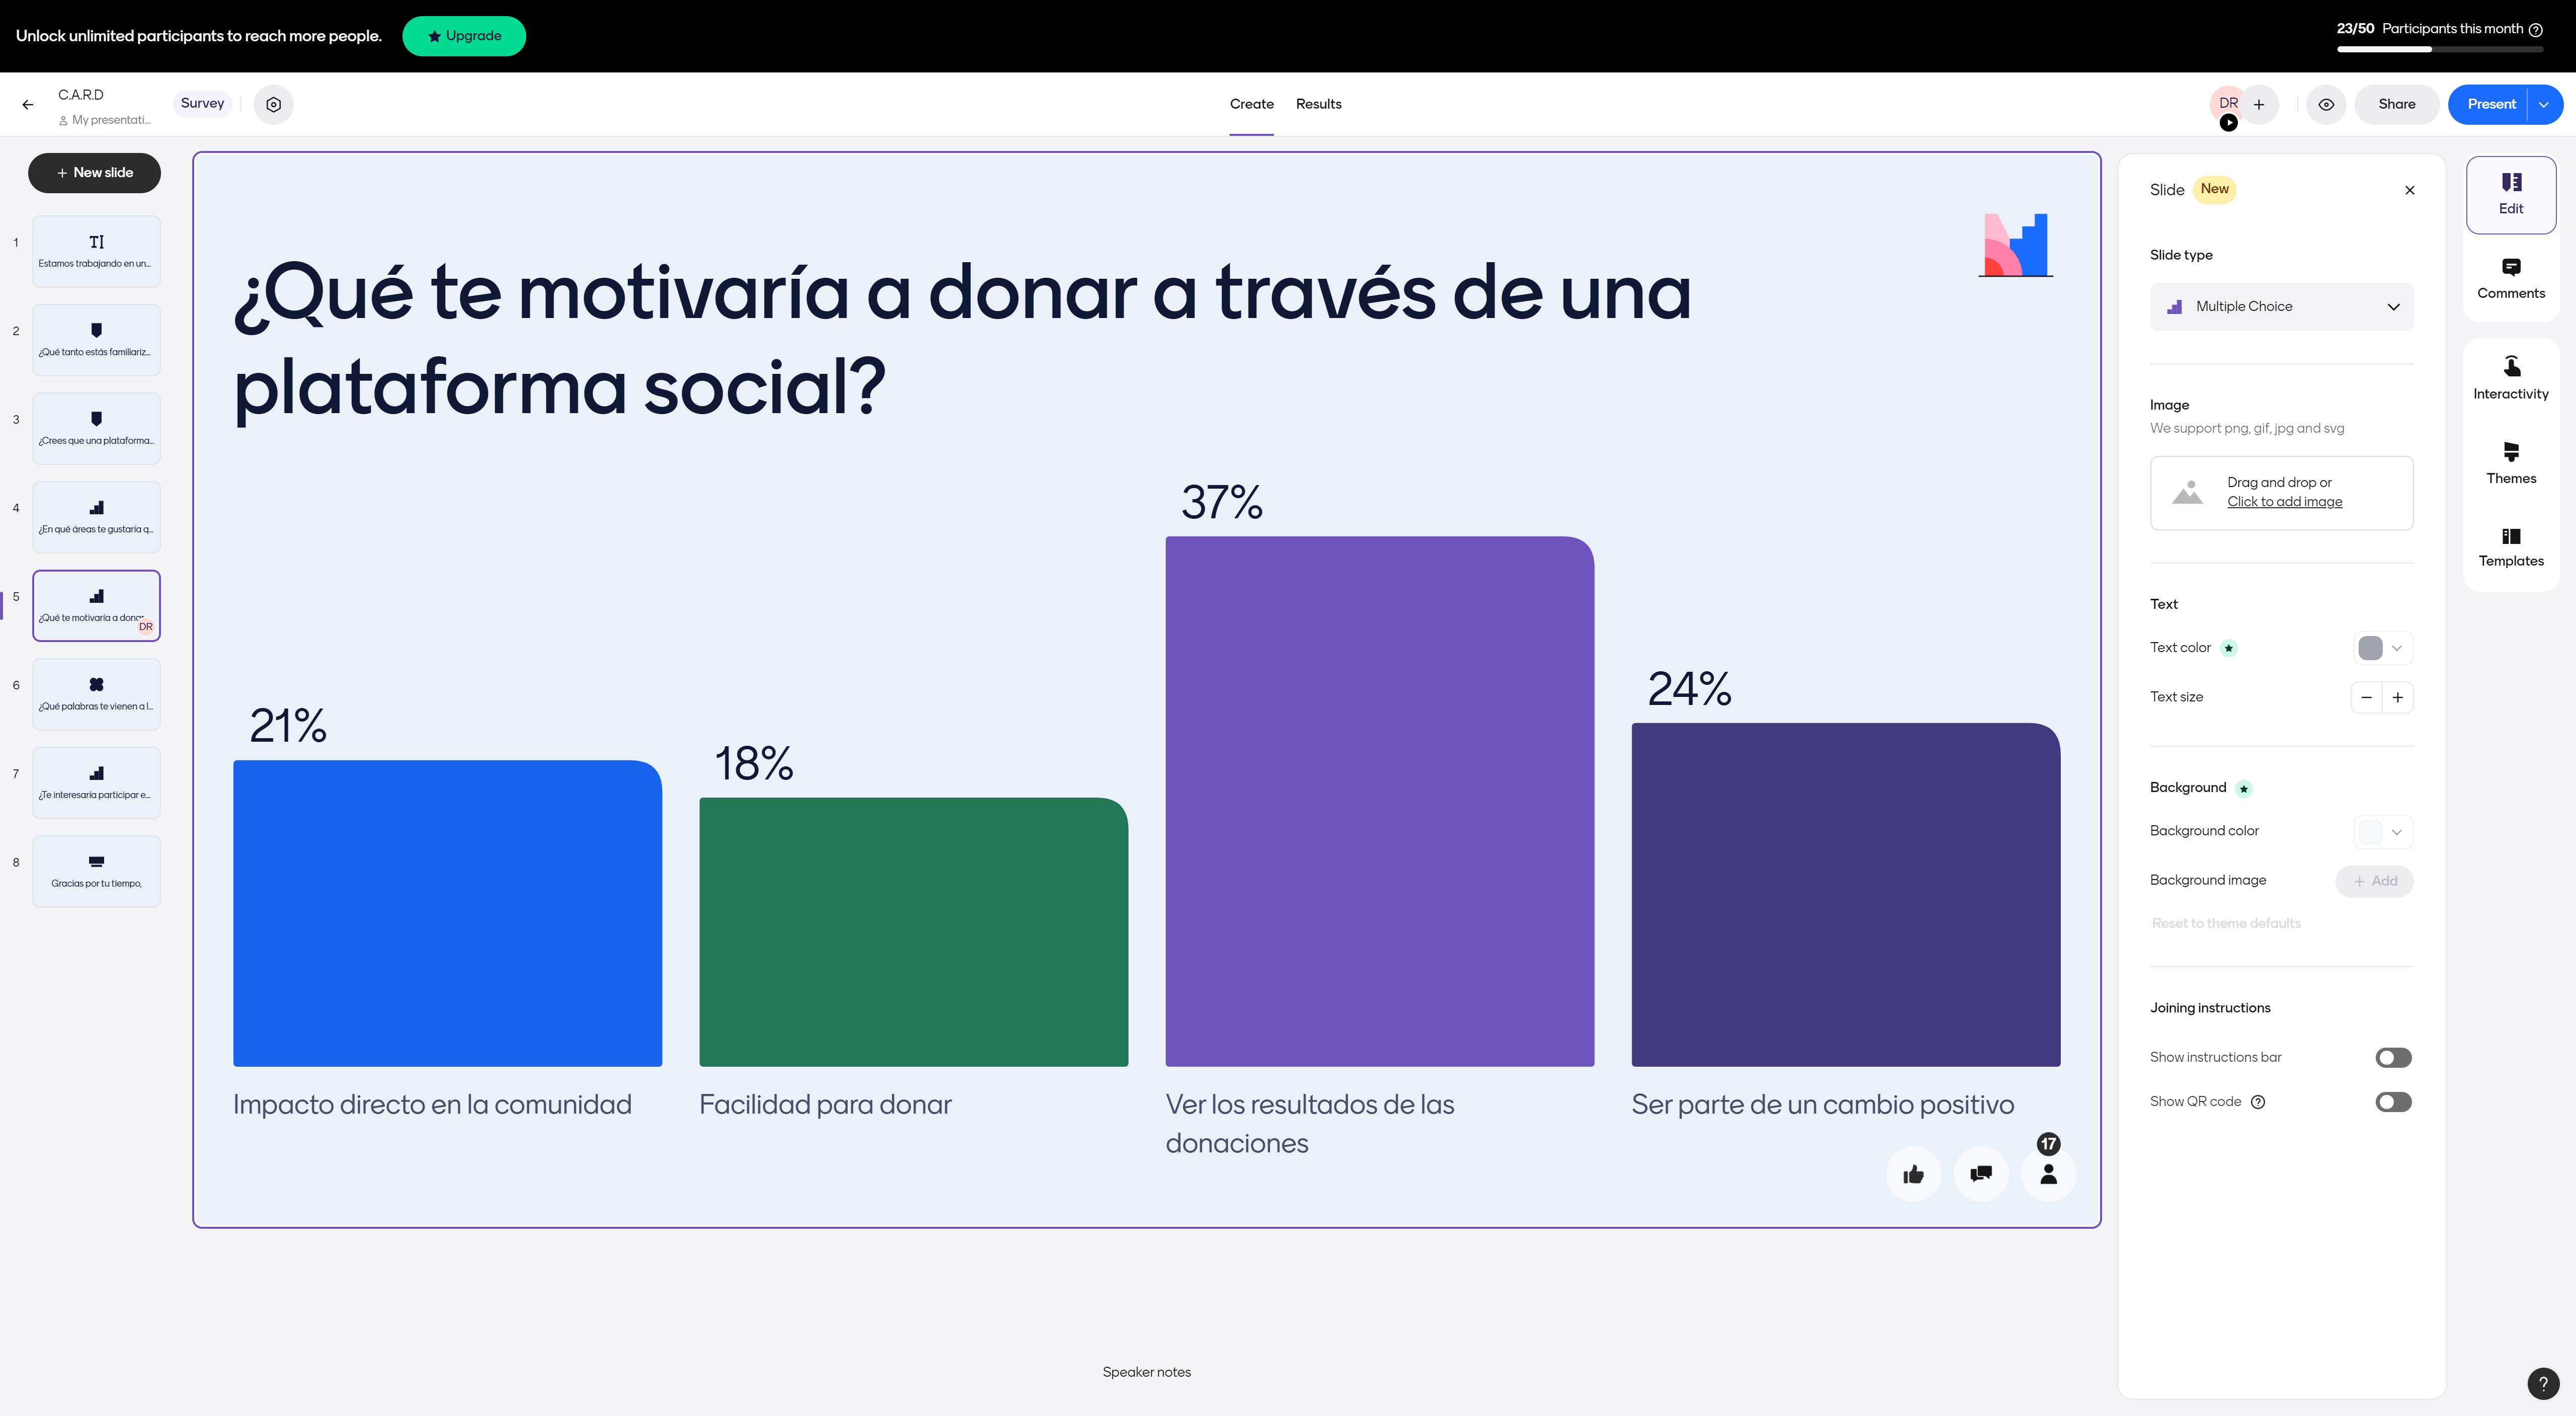 Unlock unlimited participants to reach more people.
Upgrade
23/50 Participants this month
C.A.R.D
My presentati...
Survey
Create
Results
DR
Share
Present
New slide
1
Estamos trabajando en un...
2
¿Qué tanto estás familiariz...
3
¿Crees que una plataforma...
4
¿En qué áreas te gustaría q...
5
¿Qué te motivaría a donar
DR
6
¿Qué palabras te vienen a l...
7
¿Te interesaría participar e...
8
Gracias por tu tiempo,
¿Qué te motivaría a donar a través de una
plataforma social?
21%
18%
37%
24%
Impacto directo en la comunidad
Facilidad para donar
Ver los resultados de las
donaciones
Ser parte de un cambio positivo
17
Speaker notes
Slide
New
Slide type
Multiple Choice
Image
We support png, gif, jpg and svg
Drag and drop or
Click to add image
Text
Text color
Text size
Background
Background color
Background image
Add
Reset to theme defaults
Joining instructions
Show instructions bar
Show QR code
Edit
Comments
Interactivity
Themes
Templates